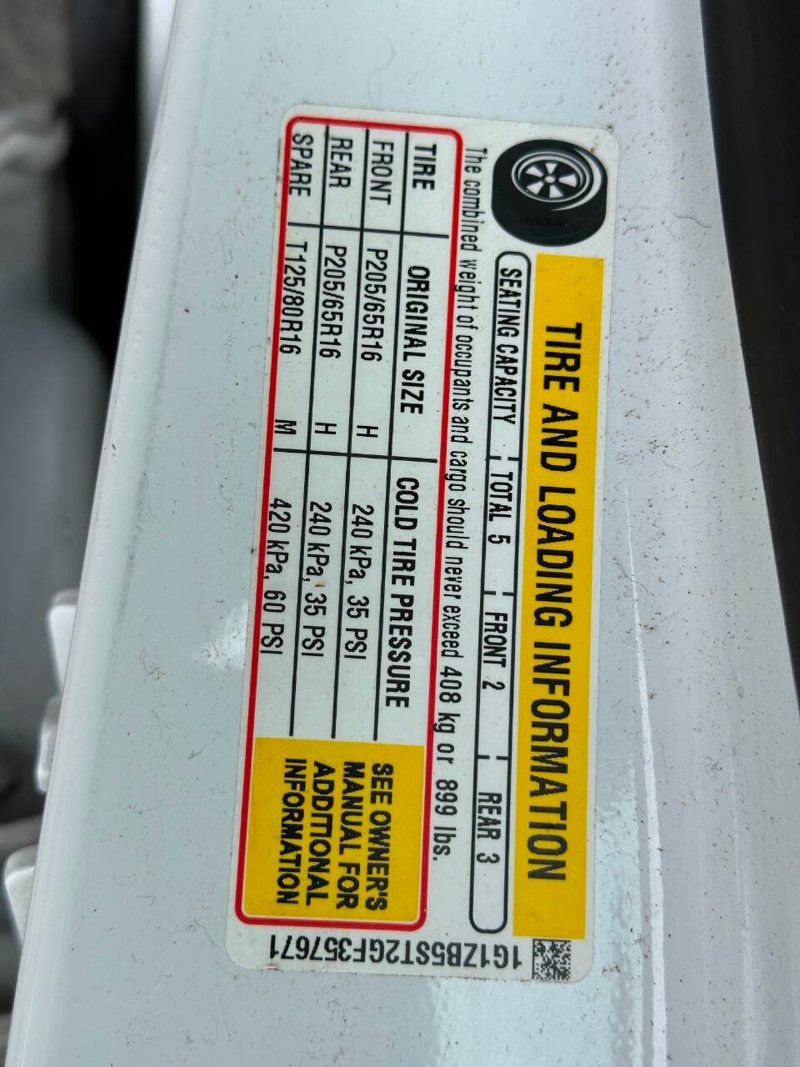 TIRE AND LOADING INFORMATION
SEATING CAPACITY TOTAL 5 FRONT 2 REAR 3
The combined weight of occupants and cargo should never exceed 408 kg or 899 lbs.
TIRE ORIGINAL SIZE COLD TIRE PRESSURE
FRONT P205/65R16 H 240 kPa, 35 PSI
REAR P205/65R16 H 240 kPa, 35 PSI
SPARE T125/80R16 M 420 kPa, 60 PSI
SEE OWNER'S
MANUAL FOR
ADDITIONAL
INFORMATION
1G1ZB5ST2GF357671